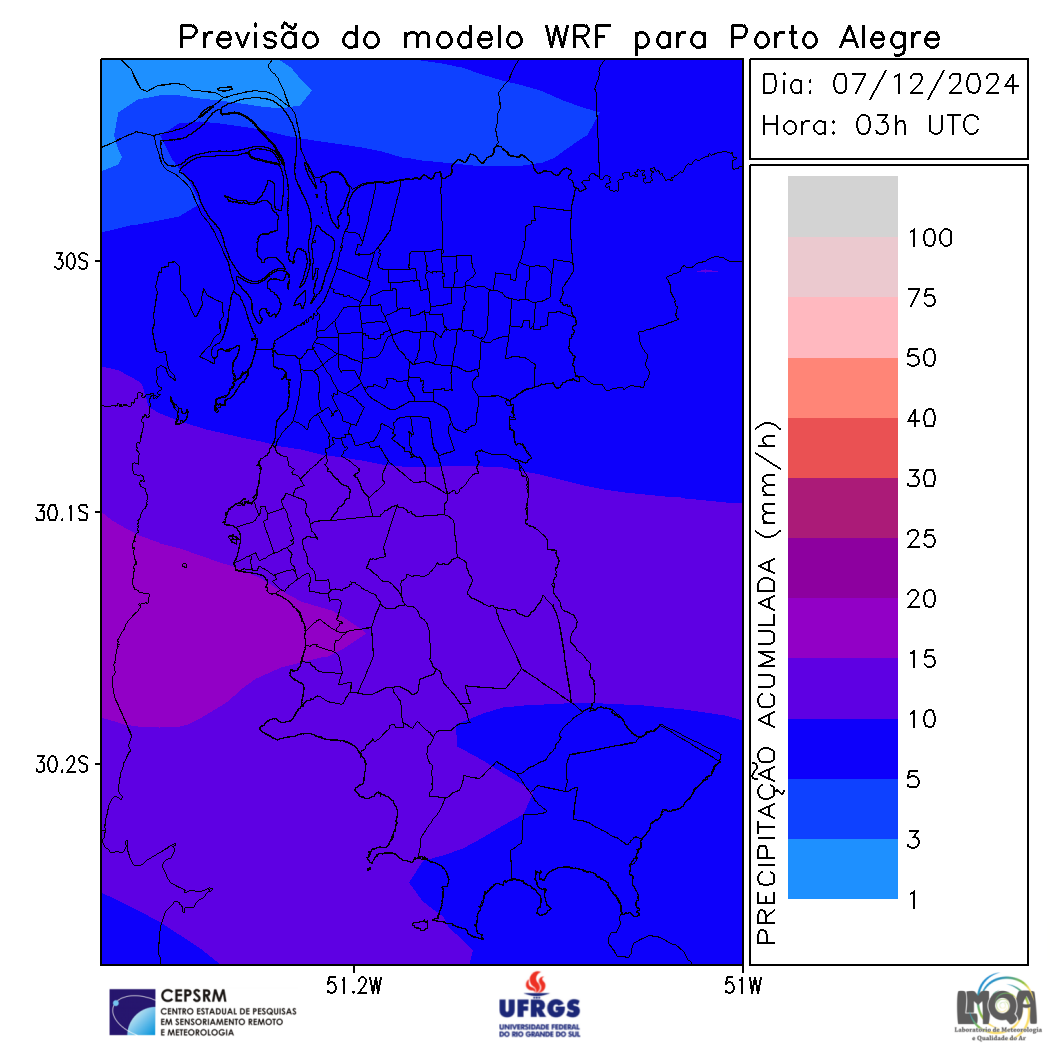 Previsão do modelo WRF para Porto Alegre
Dia: 07/12/2024
Hora: 03h UTC
30S
30.1S
30.2S
51.2W
51W
PRECIPITAÇÃO ACUMULADA (mm/h)
100
75
50
40
30
25
20
15
10
5
3
1
CEPSRM
CENTRO ESTADUAL DE PESQUISAS
EM SENSORIAMENTO REMOTO
E METEOROLOGIA
UFRGS
UNIVERSIDADE FEDERAL
DO RIO GRANDE DO SUL
LMQA
Laboratório de Meteorologia
e Qualidade do Ar